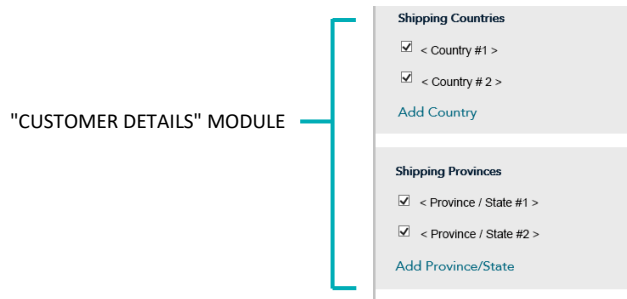 "CUSTOMER DETAILS" MODULE
Shipping Countries
< Country #1 >
< Country # 2 >
Add Country
Shipping Provinces
< Province / State #1 >
< Province / State #2 >
Add Province/State